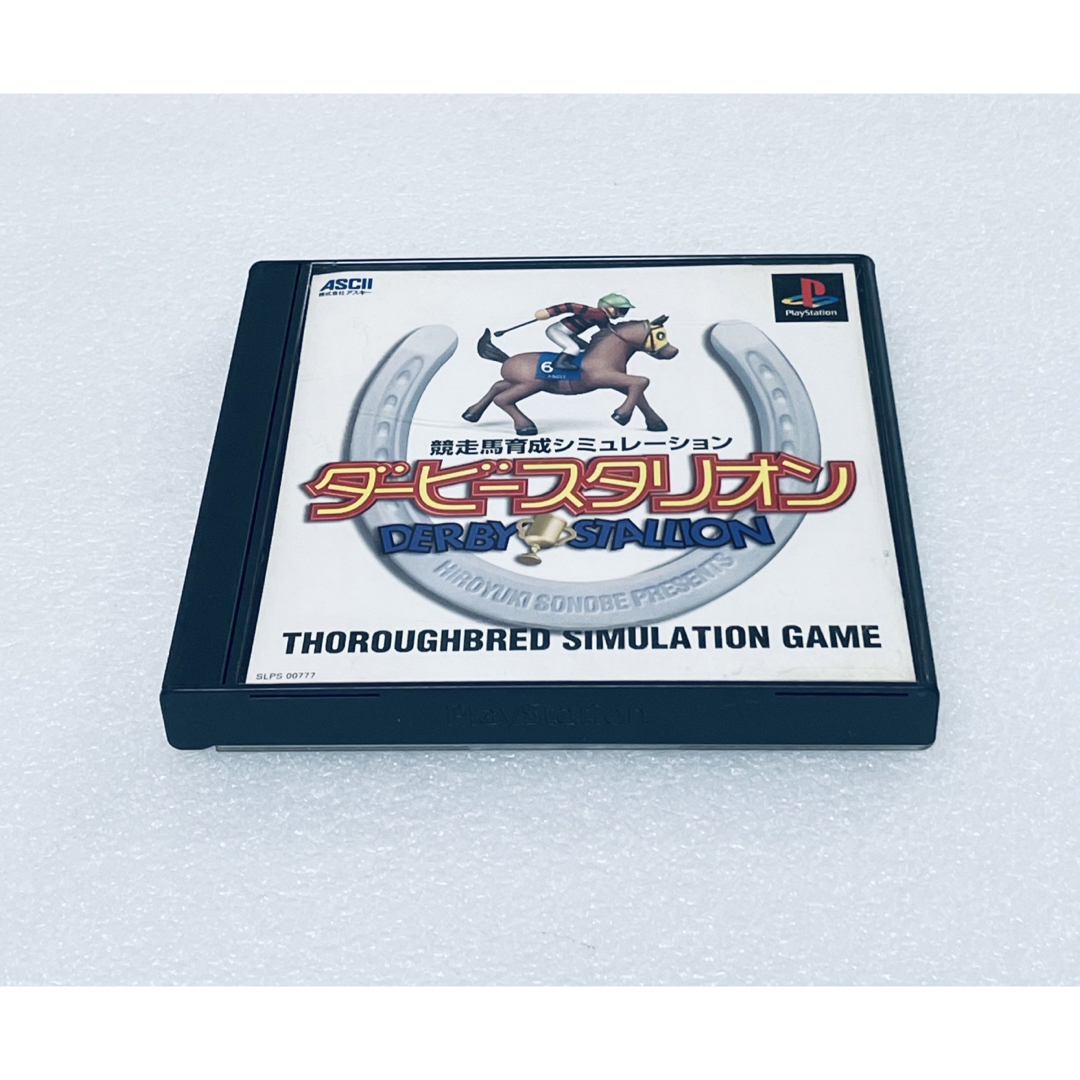 ASCII
株式会社アスキー
PlayStation
6
競走馬育成シミュレーション
ダービースタリオン
DERBY STALLION
HIROYUKI SONOBE PRESENTS
THOROUGHBRED SIMULATION GAME
SLPS 00777
PlayStation